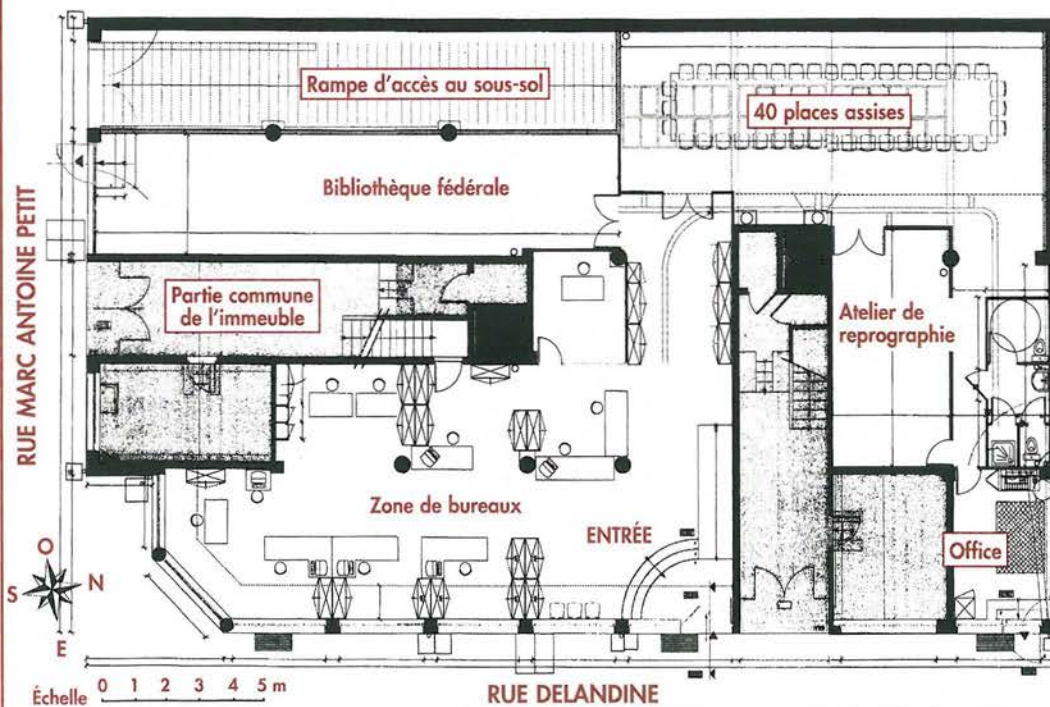 Rampe d'accès au sous-sol
40 places assises
Bibliothèque fédérale
RUE MARC ANTOINE PETIT
Partie commune
de l'immeuble
Atelier de
reprographie
Zone de bureaux
ENTRÉE
Office
O
S
N
E
Échelle 0 1 2 3 4 5 m
RUE DELANDINE